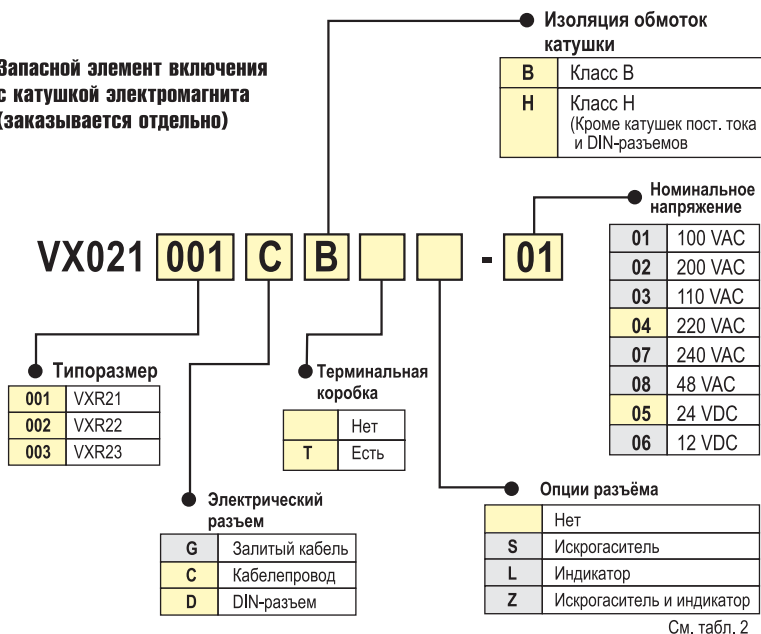 Запасной элемент включения
с катушкой электромагнита
(заказывается отдельно)
Изоляция обмоток
катушки
B Класс B
H Класс H
(Кроме катушек пост. тока
и DIN-разъемов
VX021 001 C B - 01
Номинальное
напряжение
01 100 VAC
02 200 VAC
03 110 VAC
04 220 VAC
07 240 VAC
08 48 VAC
05 24 VDC
06 12 VDC
Типоразмер
001 VXR21
002 VXR22
003 VXR23
Терминальная
коробка
Нет
T Есть
Электрический
разъем
G Залитый кабель
C Кабелепровод
D DIN-разъем
Опции разъёма
Нет
S Искрогаситель
L Индикатор
Z Искрогаситель и индикатор
См. табл. 2